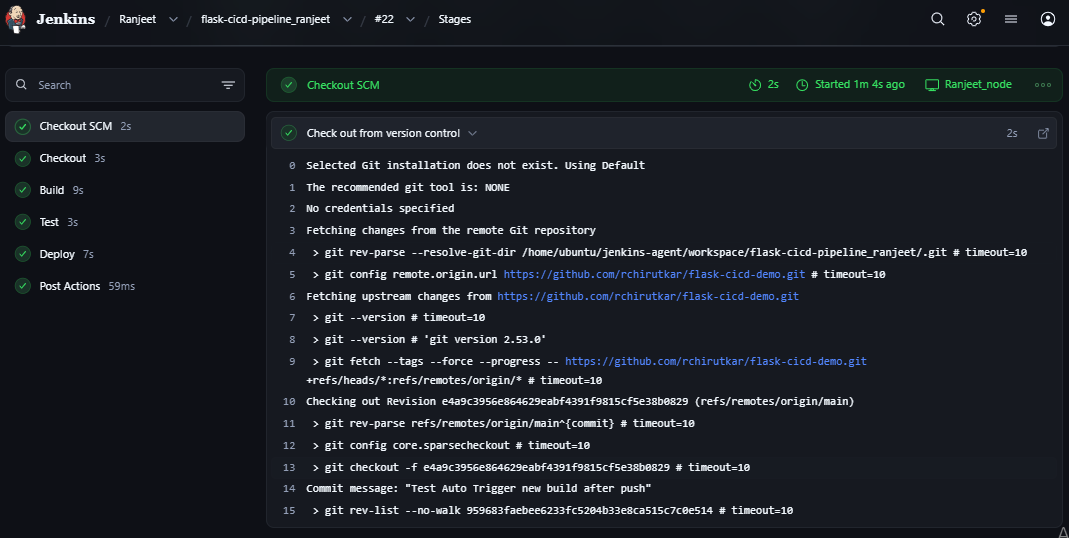 Jenkins / Ranjeet / flask-cicd-pipeline_ranjeet / #22 / Stages
Search
Checkout SCM 2s
Checkout 3s
Build 9s
Test 3s
Deploy 7s
Post Actions 59ms
Checkout SCM 2s Started 1m 4s ago Ranjeet_node
Check out from version control 2s
0 Selected Git installation does not exist. Using Default
1 The recommended git tool is: NONE
2 No credentials specified
3 Fetching changes from the remote Git repository
4 > git rev-parse --resolve-git-dir /home/ubuntu/jenkins-agent/workspace/flask-cicd-pipeline_ranjeet/.git # timeout=10
5 > git config remote.origin.url https://github.com/rchirutkar/flask-cicd-demo.git # timeout=10
6 Fetching upstream changes from https://github.com/rchirutkar/flask-cicd-demo.git
7 > git --version # timeout=10
8 > git --version # 'git version 2.53.0'
9 > git fetch --tags --force --progress -- https://github.com/rchirutkar/flask-cicd-demo.git
+refs/heads/*:refs/remotes/origin/* # timeout=10
10 Checking out Revision e4a9c3956e864629eabf4391f9815cf5e38b0829 (refs/remotes/origin/main)
11 > git rev-parse refs/remotes/origin/main^{commit} # timeout=10
12 > git config core.sparsecheckout # timeout=10
13 > git checkout -f e4a9c3956e864629eabf4391f9815cf5e38b0829 # timeout=10
14 Commit message: "Test Auto Trigger new build after push"
15 > git rev-list --no-walk 959683faebee6233fc5204b33e8ca515c7c0e514 # timeout=10